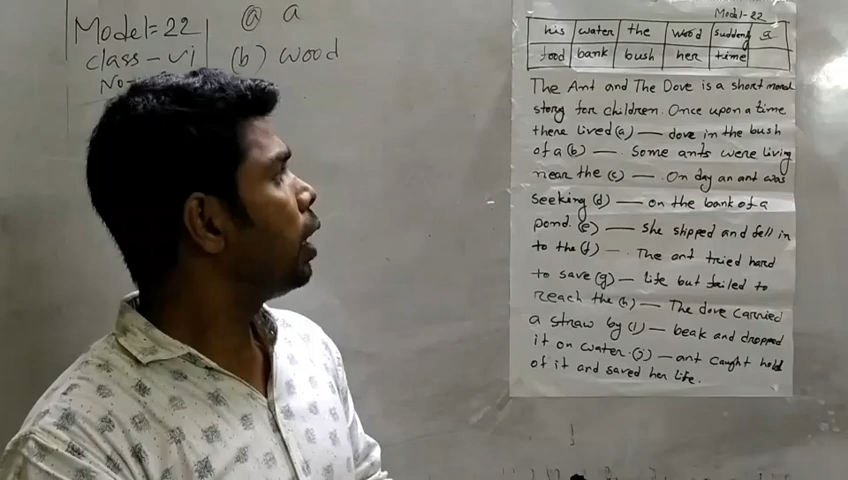 Model=22
class-vi
No
@ a
(b) wood
Model-22
his water the wood suddenly a
food bank bush her time
The Ant and The Dove is a short moral
story for children. Once upon a time
there lived (a) — dove in the bush
of a (b) —. Some ants were living
near the (c) —. On day an ant was
seeking (d) — on the bank of a
pond. (e) — she slipped and fell in
to the (f) —. The ant tried hard
to save (g) — life but failed to
reach the (h) — The dove carried
a straw by (i) — beak and dropped
it on water. (j) — ant caught hold
of it and saved her life.